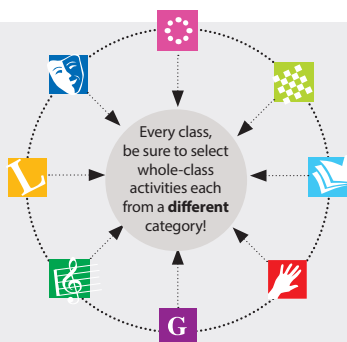 Every class,
be sure to select
whole-class
activities each
from a different
category!
L
G